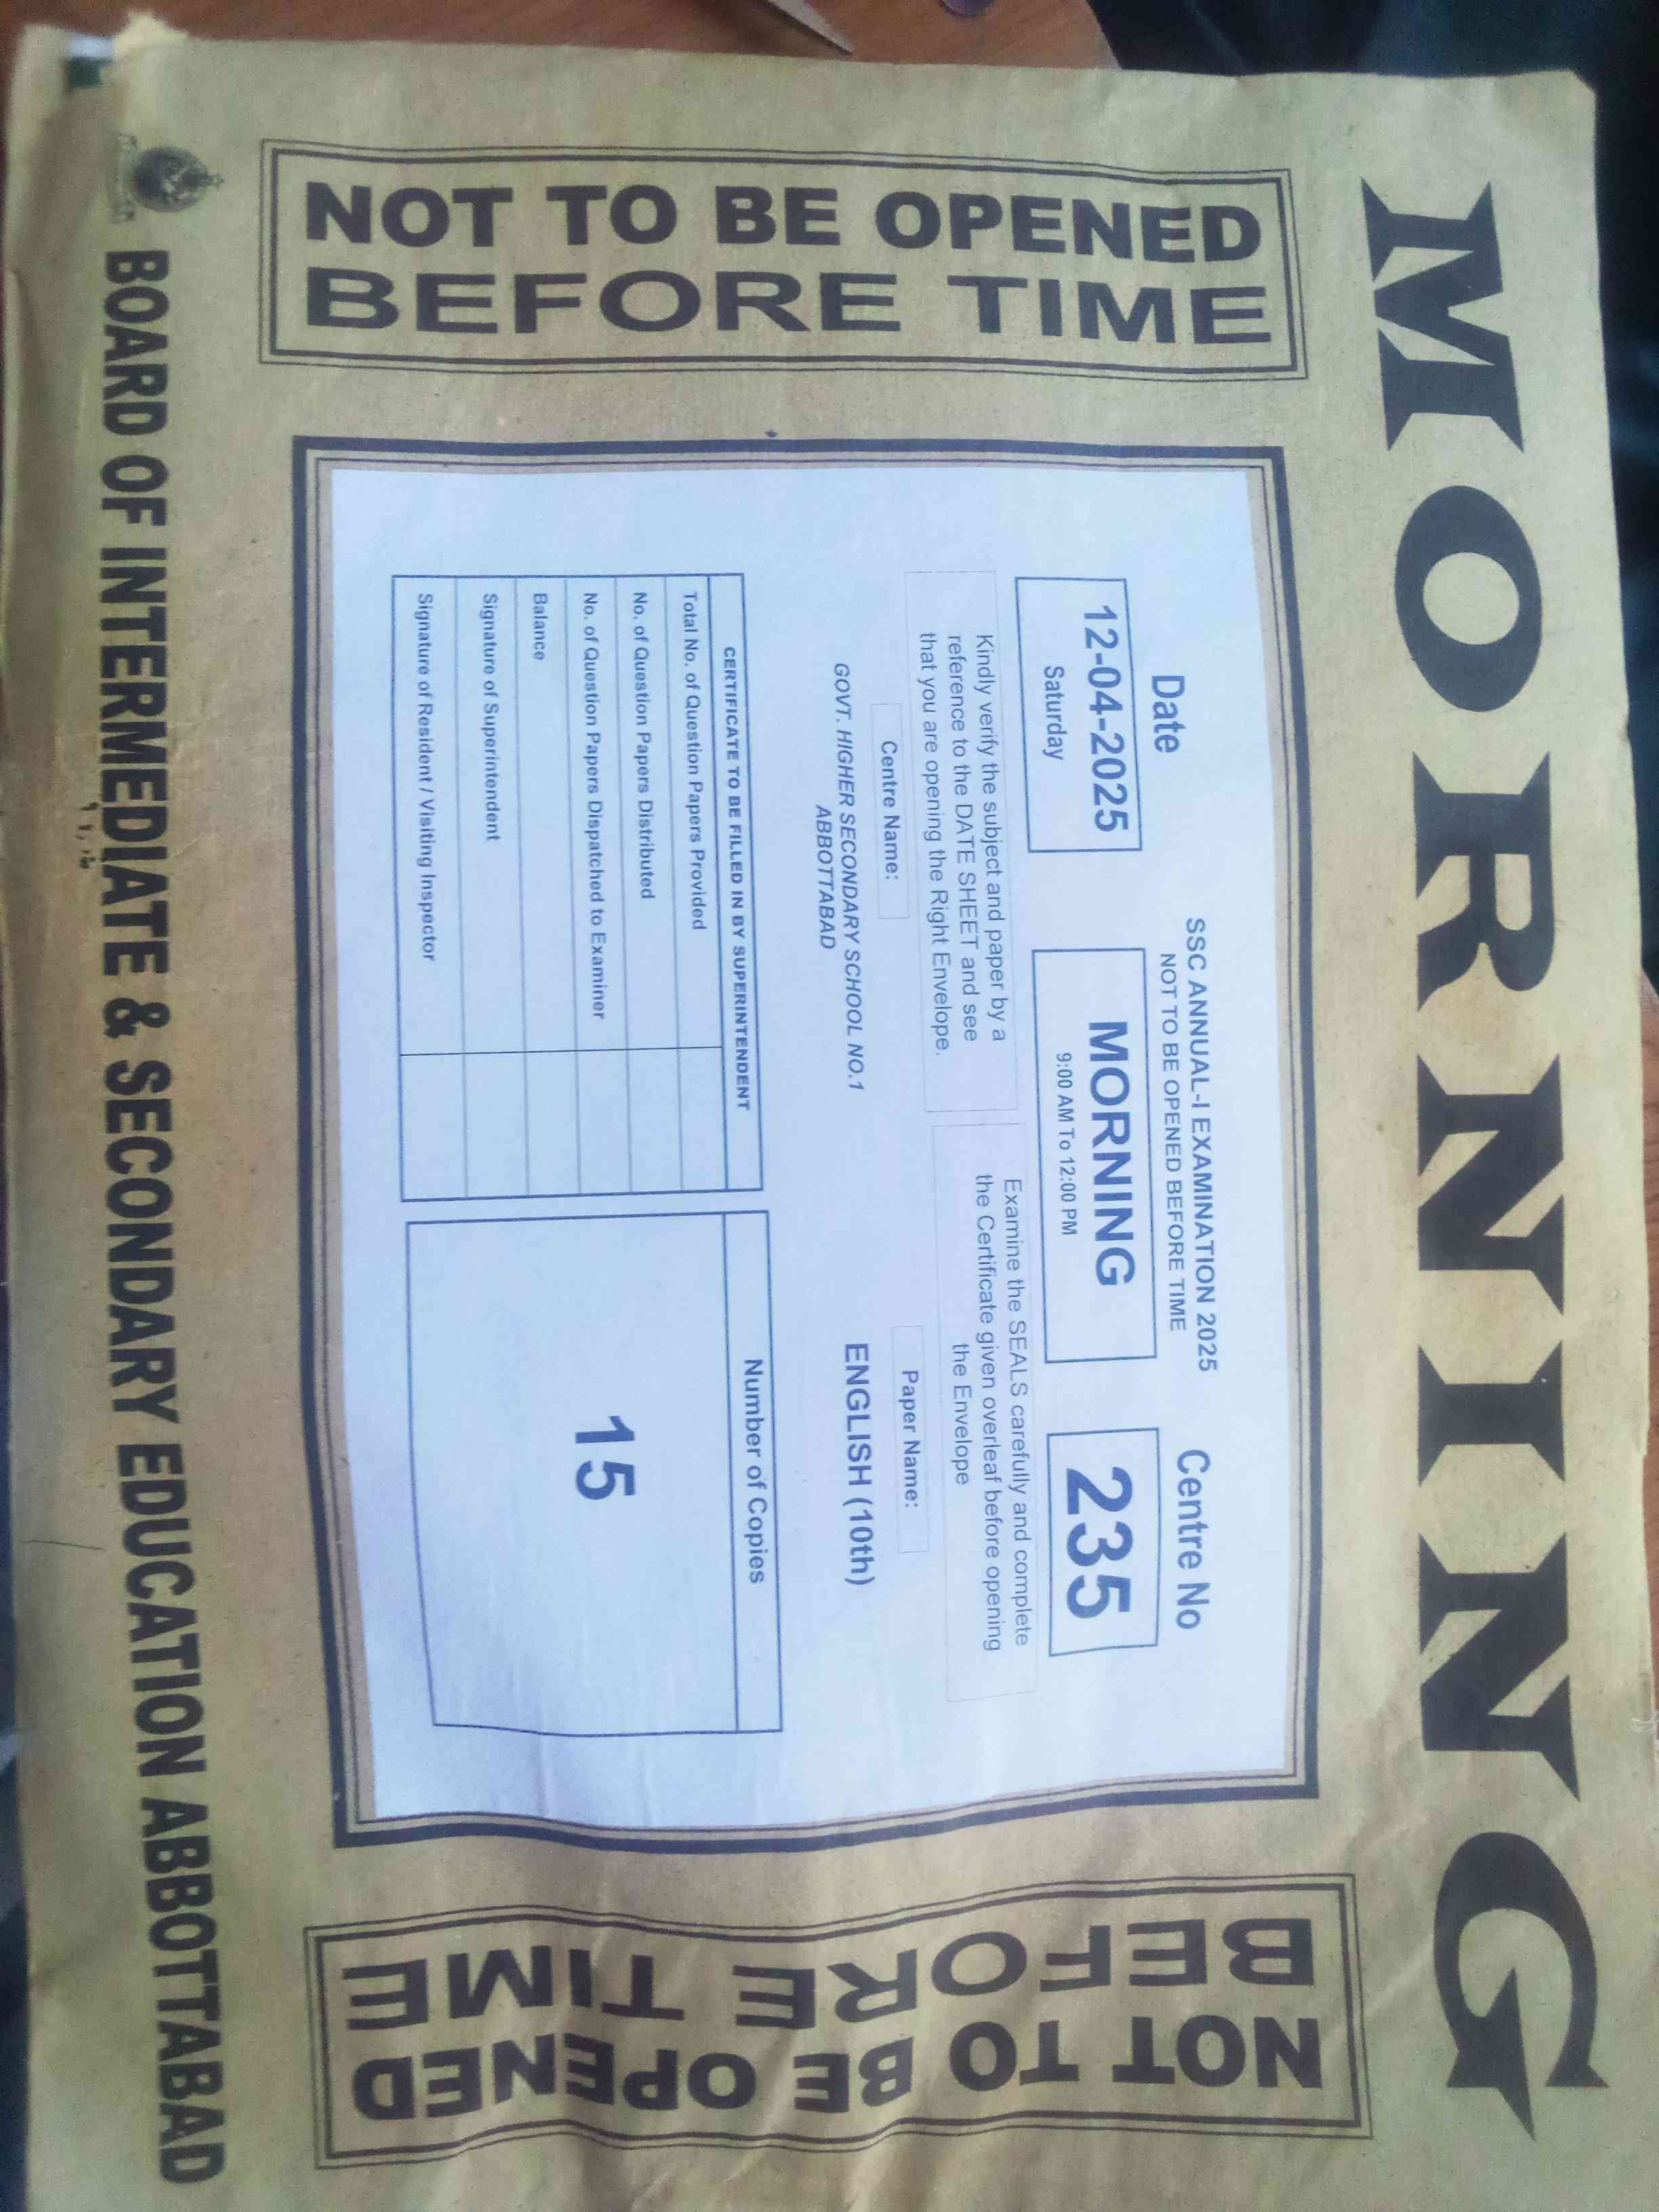 MORNING
NOT TO BE OPENED
BEFORE TIME
SSC ANNUAL-I EXAMINATION 2025
NOT TO BE OPENED BEFORE TIME
Date
12-04-2025
Saturday
MORNING
9:00 AM To 12:00 PM
Centre No
235
Kindly verify the subject and paper by a
reference to the DATE SHEET and see
that you are opening the Right Envelope.
Examine the SEALS carefully and complete
the Certificate given overleaf before opening
the Envelope
Centre Name:
GOVT. HIGHER SECONDARY SCHOOL NO.1
ABBOTTABAD
Paper Name:
ENGLISH (10th)
CERTIFICATE TO BE FILLED IN BY SUPERINTENDENT
Total No. of Question Papers Provided
No. of Question Papers Distributed
No. of Question Papers Dispatched to Examiner
Balance
Signature of Superintendent
Signature of Resident / Visiting Inspector
Number of Copies
15
NOT TO BE OPENED
BEFORE TIME
BOARD OF INTERMEDIATE & SECONDARY EDUCATION ABBOTTABAD